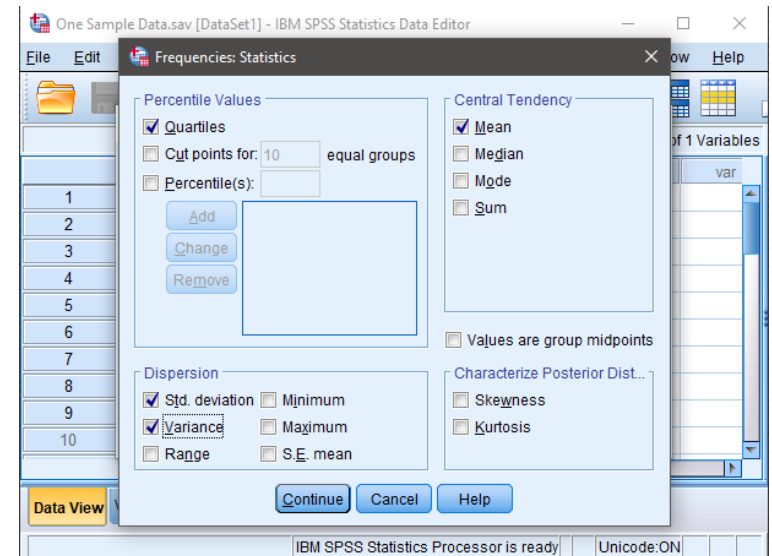 One Sample Data.sav [DataSet1] - IBM SPSS Statistics Data Editor
File Edit
ow Help
Frequencies: Statistics
of 1 Variables
var
1
2
3
4
5
6
7
8
9
10
Percentile Values
Quartiles
Cut points for: 10 equal groups
Percentile(s):
Add
Change
Remove
Central Tendency
Mean
Median
Mode
Sum
Values are group midpoints
Dispersion
Std. deviation Minimum
Variance Maximum
Range S.E. mean
Characterize Posterior Dist...
Skewness
Kurtosis
Continue Cancel Help
Data View
IBM SPSS Statistics Processor is ready Unicode:ON